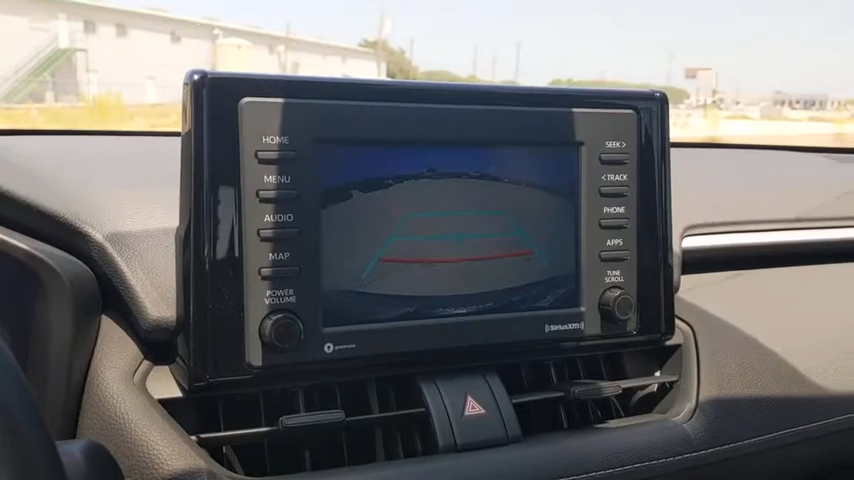 HOME
MENU
AUDIO
MAP
POWER
VOLUME
SEEK >
< TRACK
PHONE
APPS
TUNE
SCROLL
((SiriusXM))